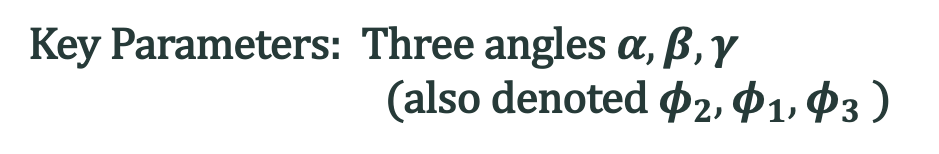 Key Parameters: Three angles α, β, γ
(also denoted ϕ₂, ϕ₁, ϕ₃ )